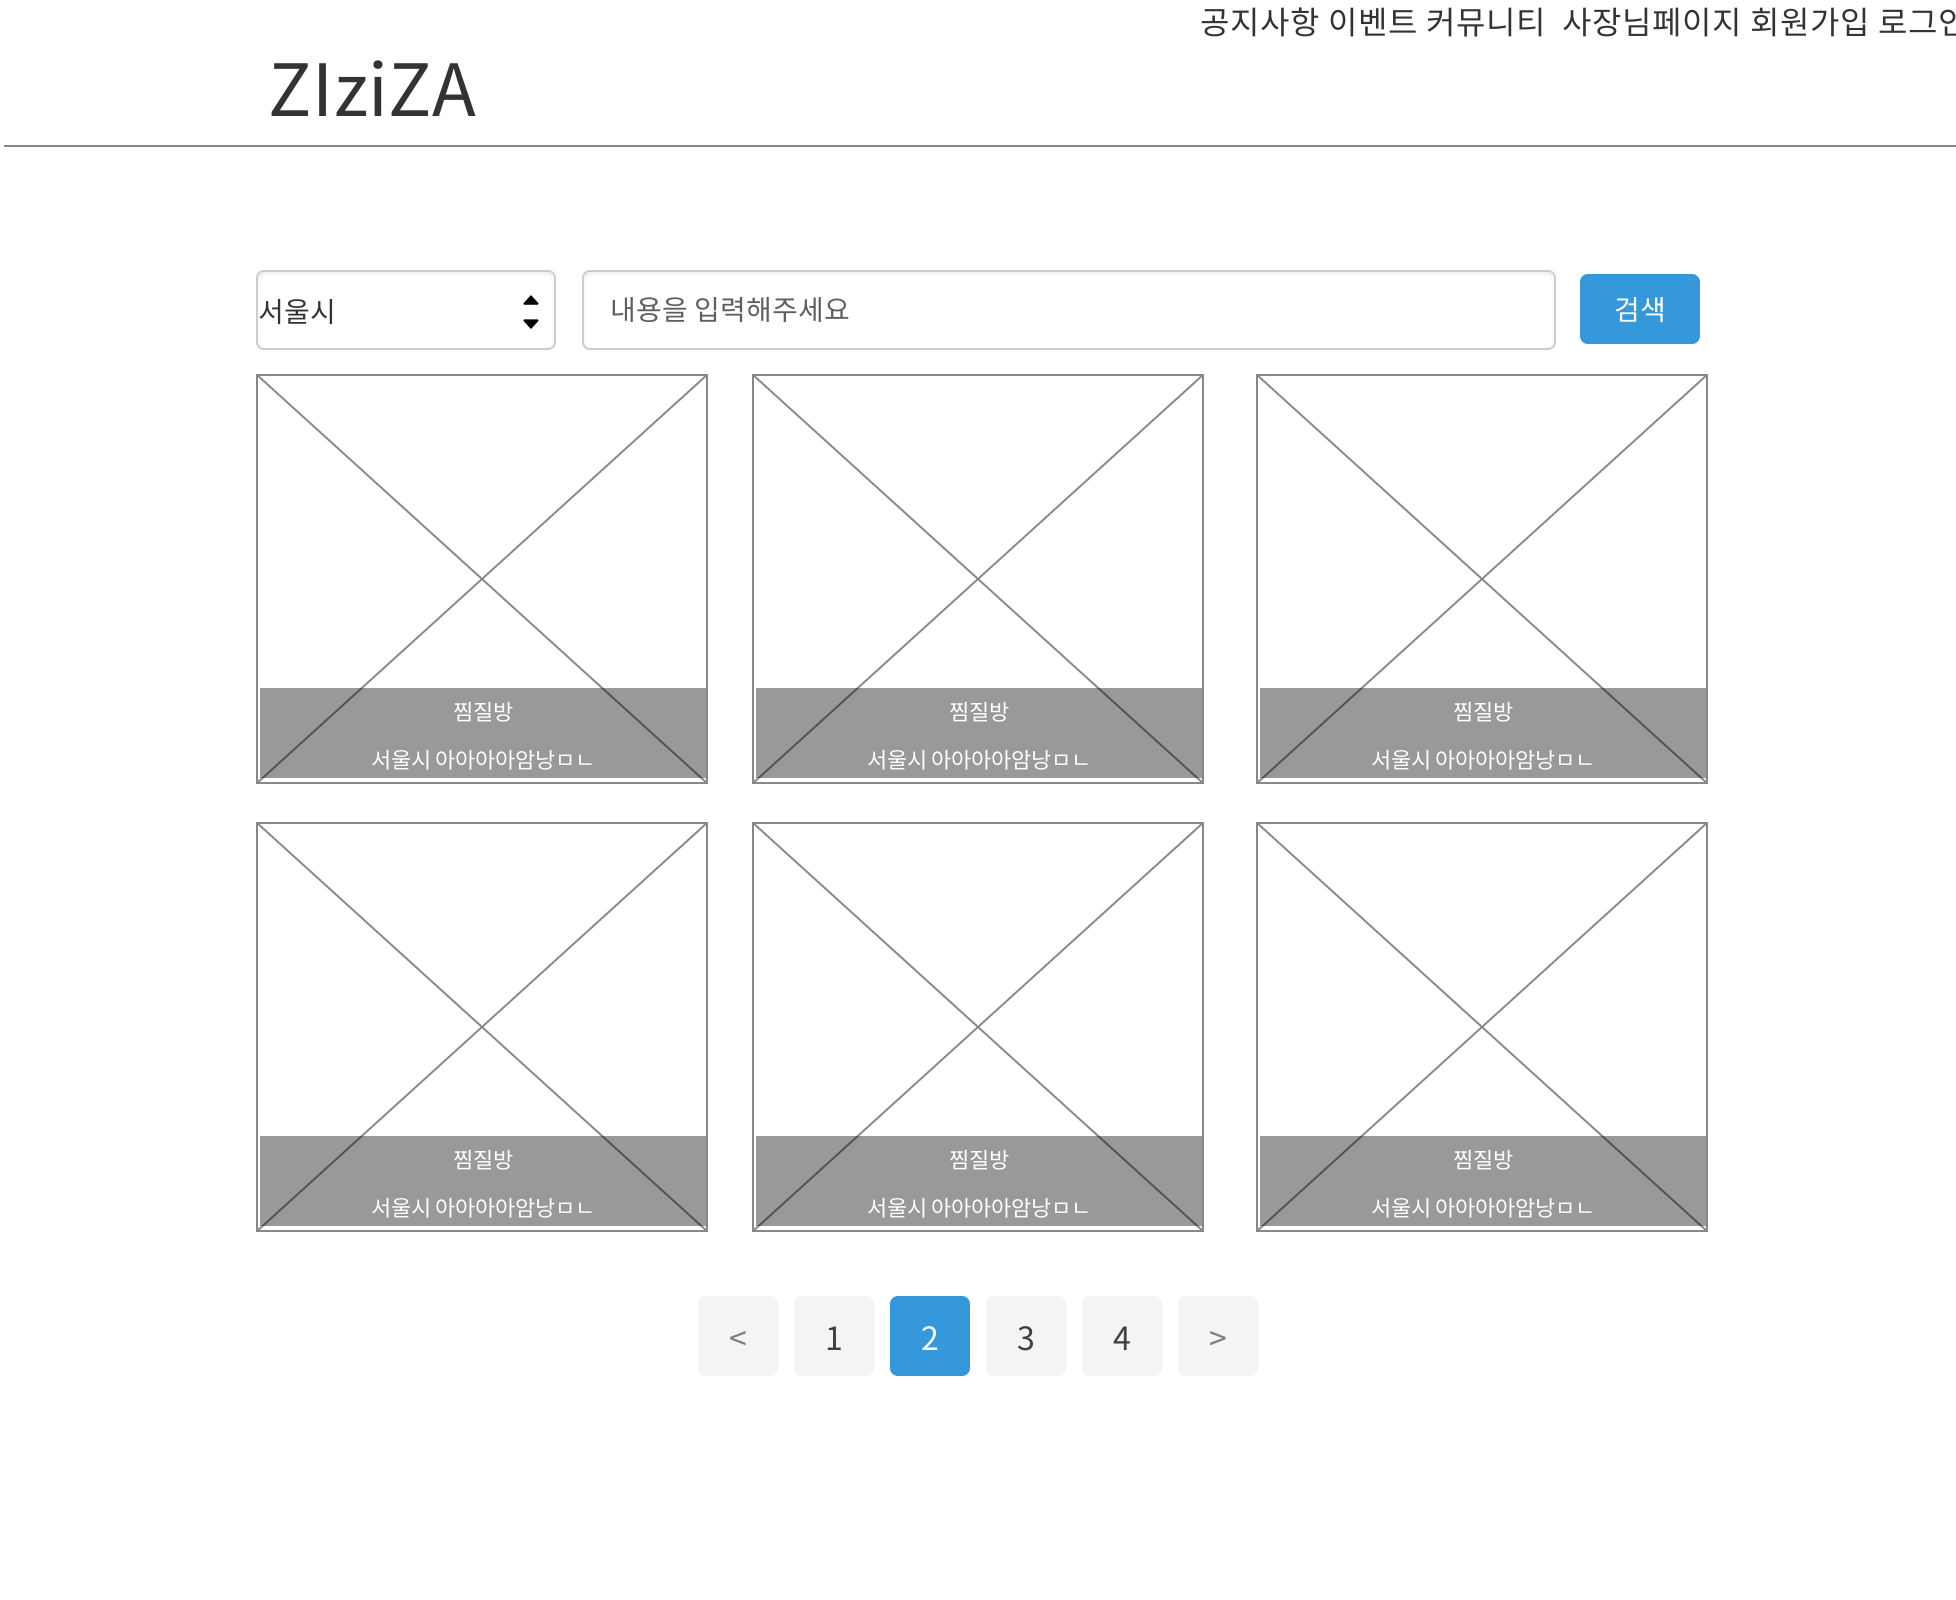 공지사항 이벤트 커뮤니티 사장님페이지 회원가입
ZIziZA
서울시
내용을 입력해주세요
검색
찜질방
서울시 아아아아암낭ㅁㄴ
찜질방
서울시 아아아아암낭ㅁㄴ
찜질방
서울시 아아아아암낭ㅁㄴ
찜질방
서울시 아아아아암낭ㅁㄴ
찜질방
서울시 아아아아암낭ㅁㄴ
찜질방
서울시 아아아아암낭ㅁㄴ
< 1 2 3 4 >